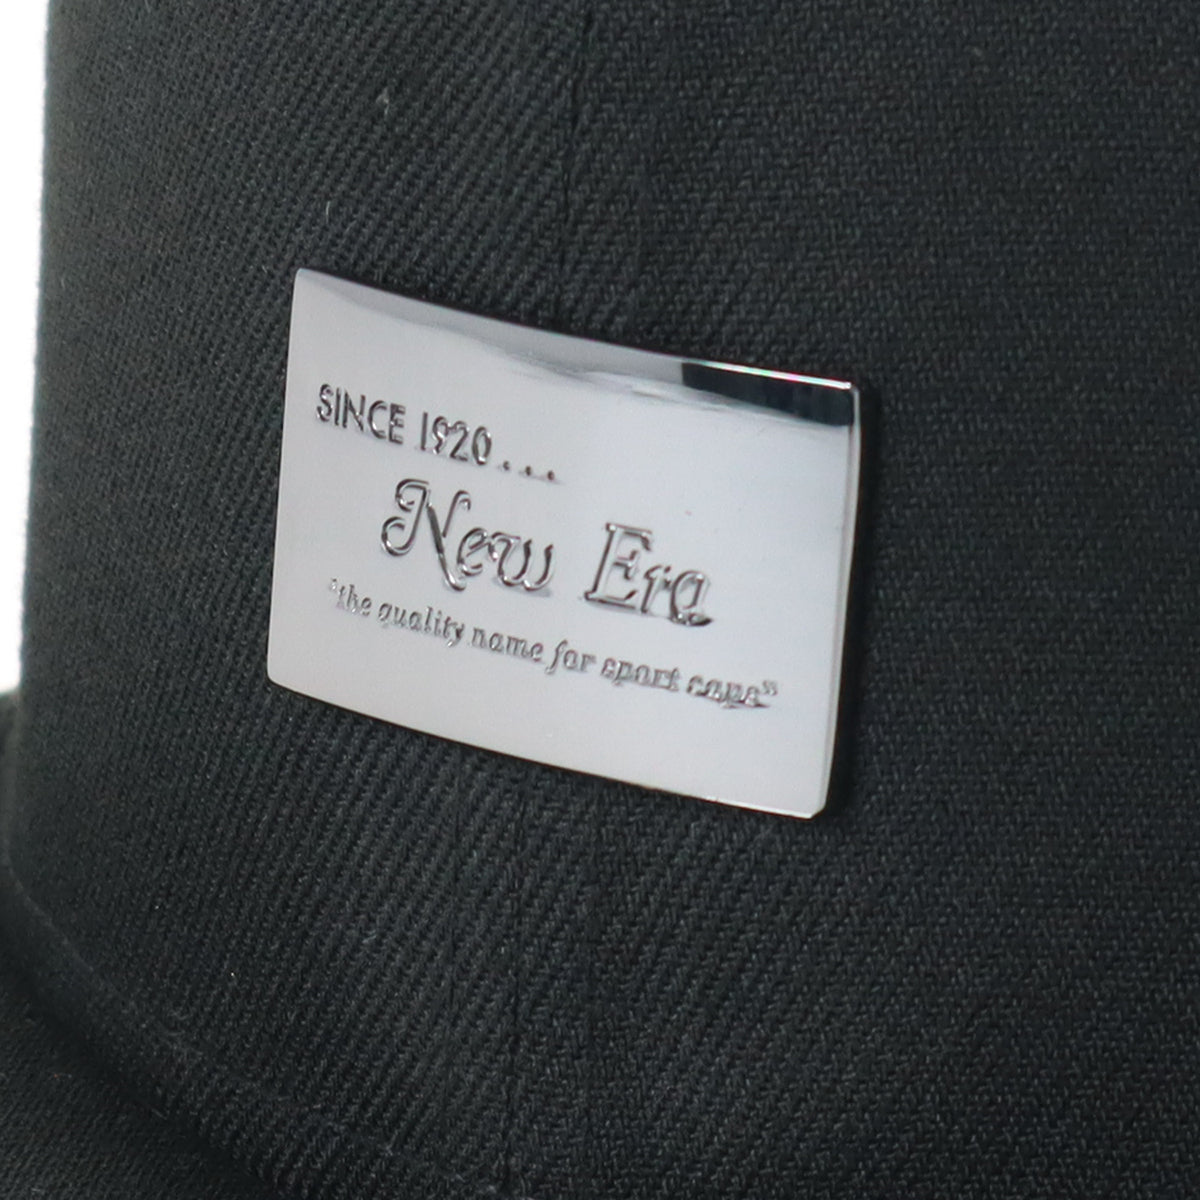 SINCE 1920...
New Era
"the quality name for sport caps"